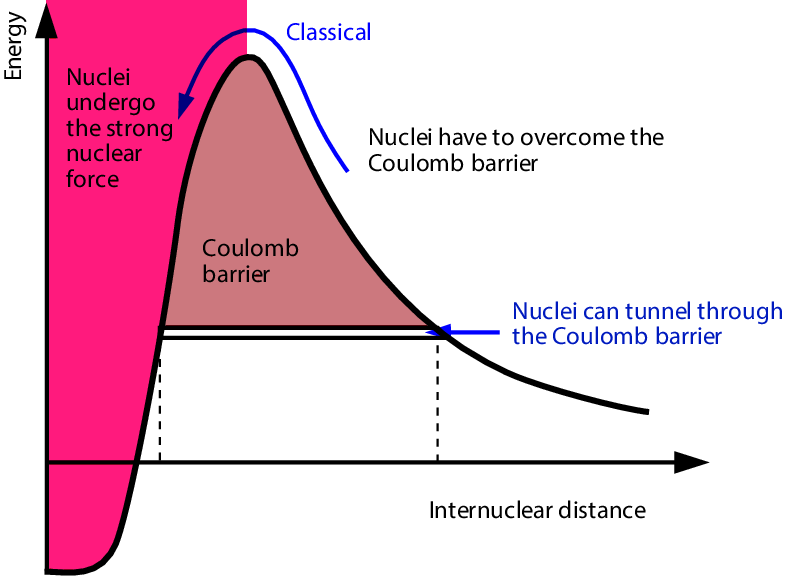 Energy
Classical
Nuclei
undergo
the strong
nuclear
force
Nuclei have to overcome the
Coulomb barrier
Coulomb
barrier
Nuclei can tunnel through
the Coulomb barrier
Internuclear distance